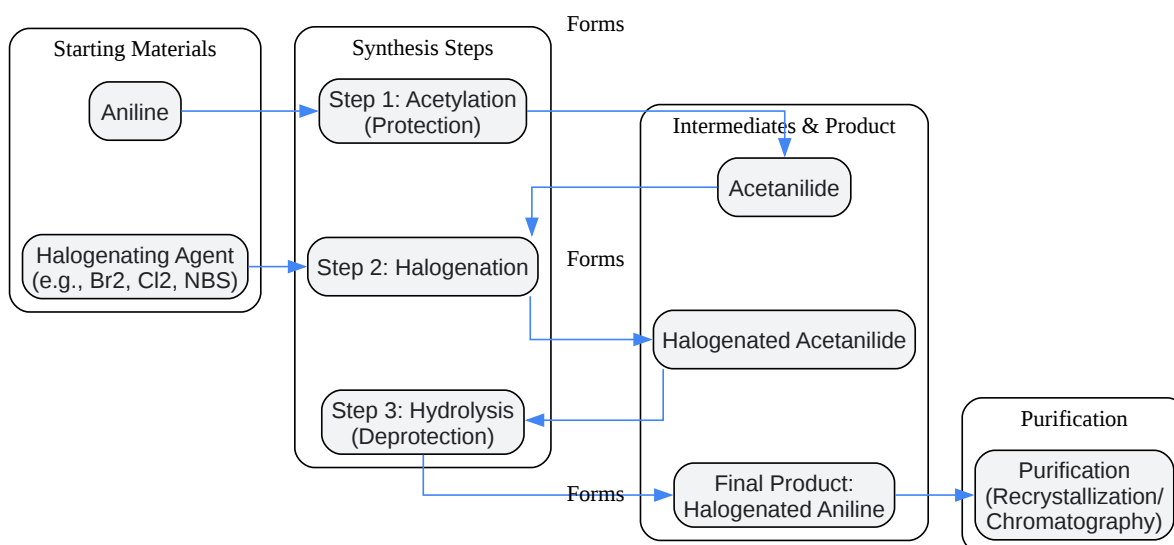 Forms
Starting Materials
Synthesis Steps
Aniline
Step 1: Acetylation
(Protection)
Intermediates & Product
Acetanilide
Halogenating Agent
(e.g., Br2, Cl2, NBS)
Step 2: Halogenation
Forms
Halogenated Acetanilide
Step 3: Hydrolysis
(Deprotection)
Forms
Final Product:
Halogenated Aniline
Purification
Purification
(Recrystallization/
Chromatography)